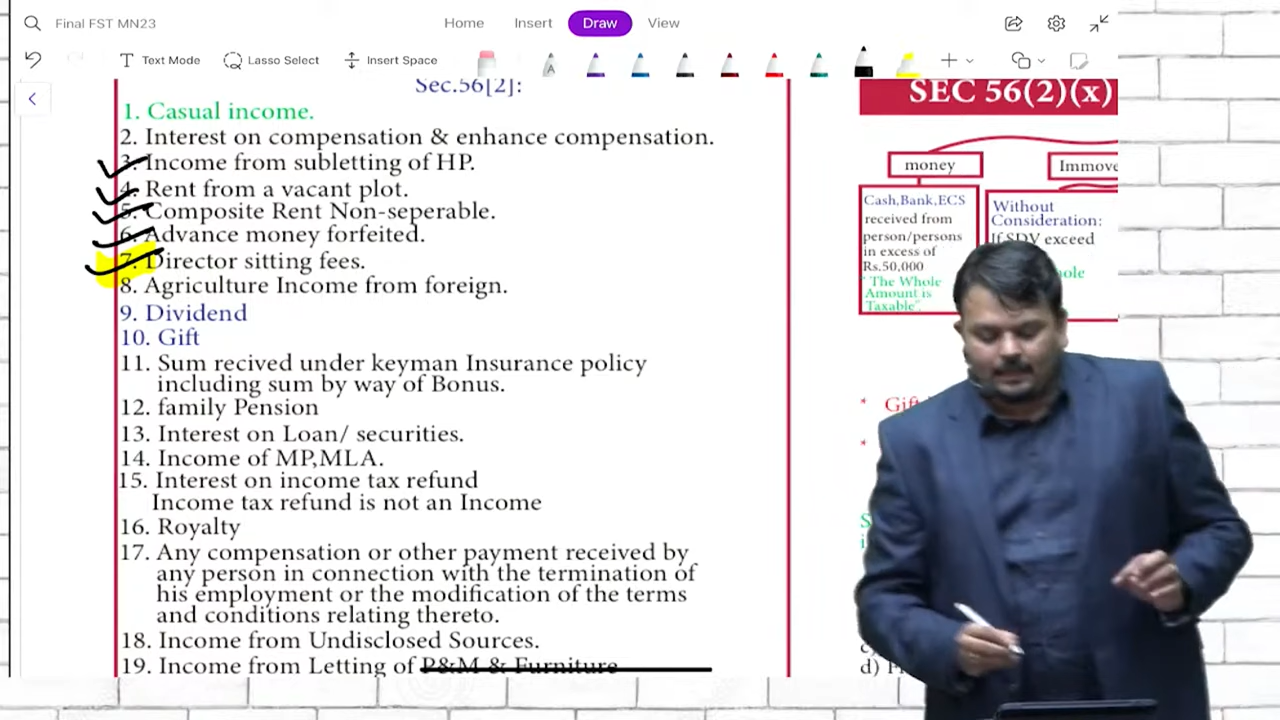 Final FST MN23
Home Insert Draw View
Text Mode Lasso Select Insert Space
Sec.56[2]:
1. Casual income.
2. Interest on compensation & enhance compensation.
3. Income from subletting of HP.
4. Rent from a vacant plot.
5. Composite Rent Non-seperable.
6. Advance money forfeited.
7. Director sitting fees.
8. Agriculture Income from foreign.
9. Dividend
10. Gift
11. Sum recived under keyman Insurance policy
including sum by way of Bonus.
12. family Pension
13. Interest on Loan/ securities.
14. Income of MP,MLA.
15. Interest on income tax refund
Income tax refund is not an Income
16. Royalty
17. Any compensation or other payment received by
any person in connection with the termination of
his employment or the modification of the terms
and conditions relating thereto.
18. Income from Undisclosed Sources.
19. Income from Letting of P&M & Furniture
SEC 56(2)(x)
money
Cash,Bank,ECS
received from
person/persons
in excess of
Rs.50,000
" The Whole
Amount is
Taxable".
Immove
Without
Consideration:
If SDV exceed
d)